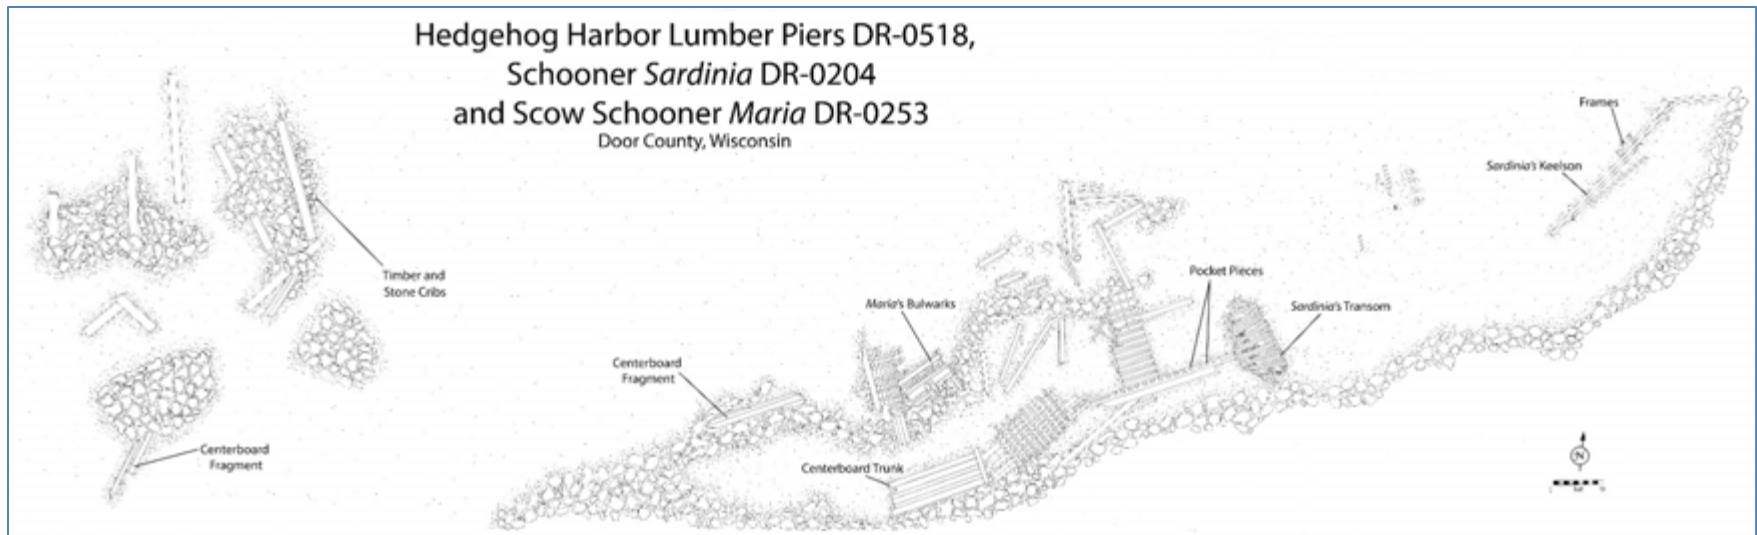 Hedgehog Harbor Lumber Piers DR-0518,
Schooner Sardinia DR-0204
and Scow Schooner Maria DR-0253
Door County, Wisconsin
Frames
Sardinia's Keelson
Timber and
Stone Cribs
Pocket Pieces
Maria's Bulwarks
Sardinia's Transom
Centerboard
Fragment
Centerboard
Fragment
Centerboard Trunk
N